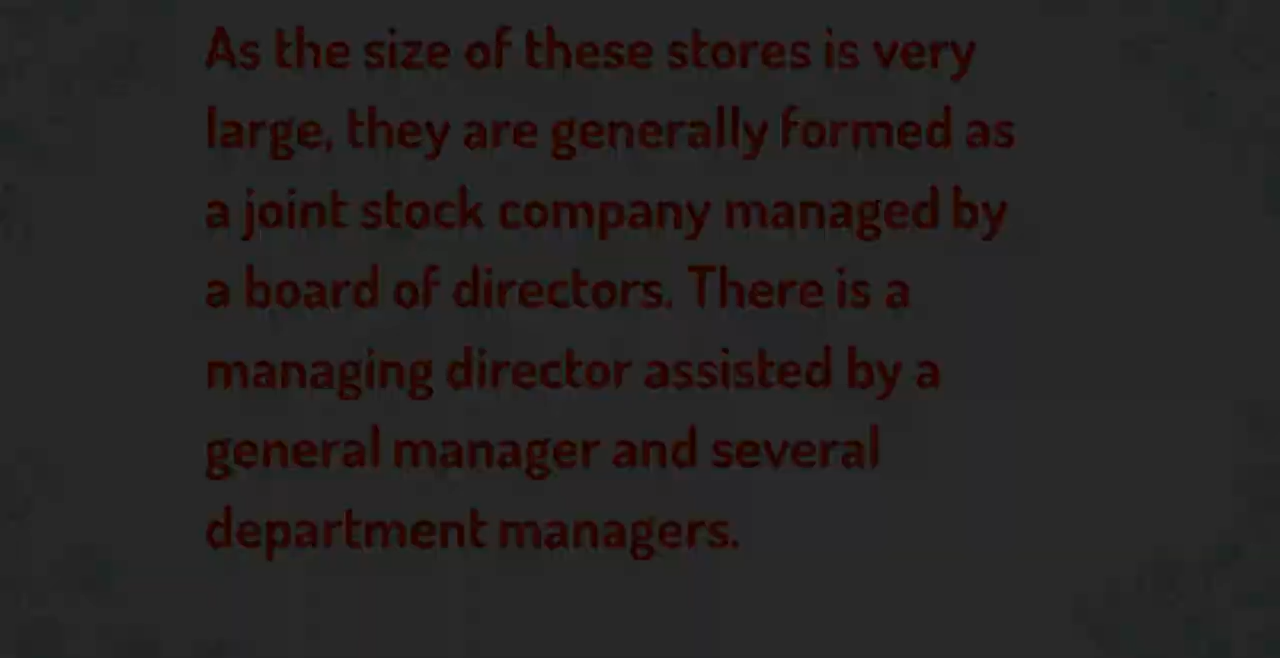 As the size of these stores is very
large, they are generally formed as
a joint stock company managed by
a board of directors. There is a
managing director assisted by a
general manager and several
department managers.